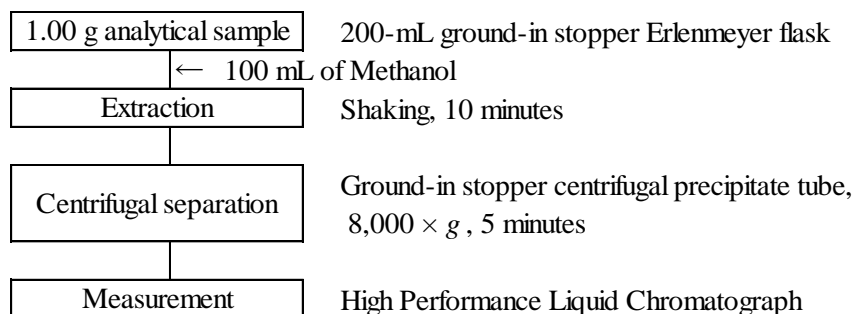 1.00 g analytical sample 200-mL ground-in stopper Erlenmeyer flask
← 100 mL of Methanol
Extraction Shaking, 10 minutes
Centrifugal separation Ground-in stopper centrifugal precipitate tube,
8,000 × g , 5 minutes
Measurement High Performance Liquid Chromatograph